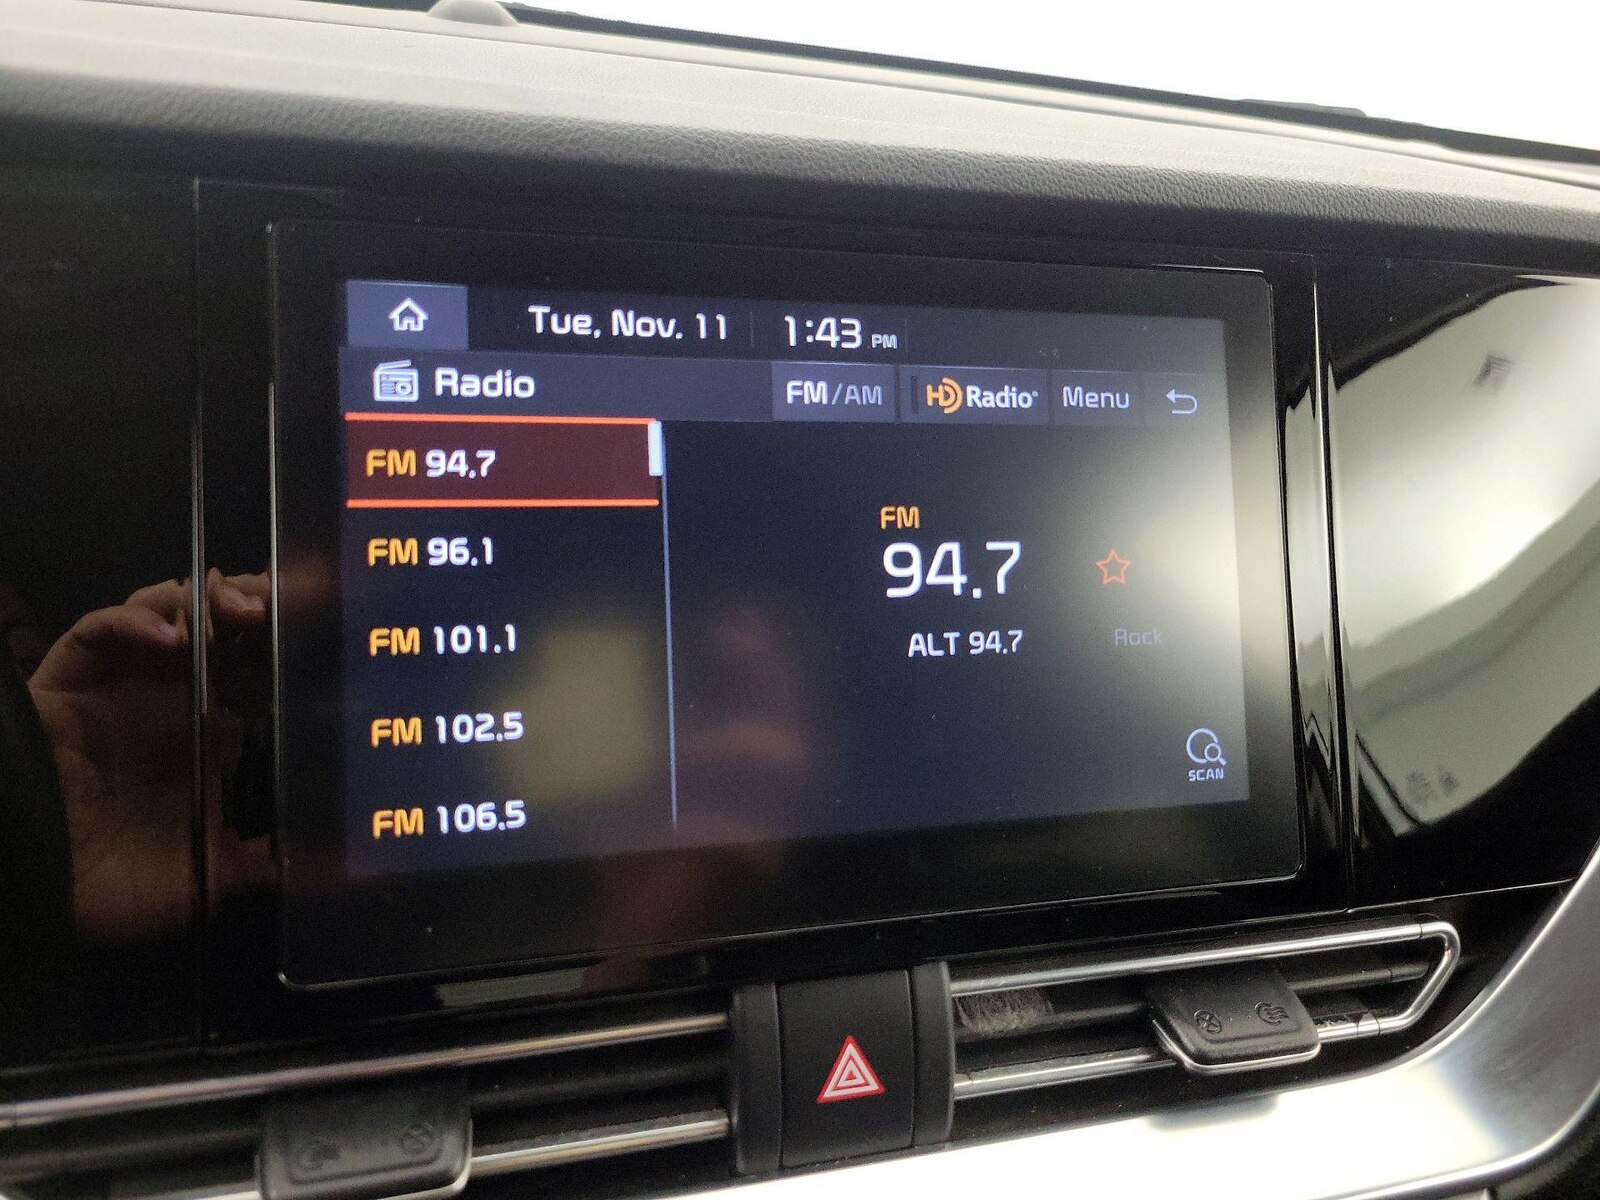 Tue, Nov. 11 1:43 PM
Radio FM/AM HD Radio Menu
FM 94.7
FM 96.1
FM 101.1
FM 102.5
FM 106.5
FM
94.7
ALT 94.7 Rock
SCAN